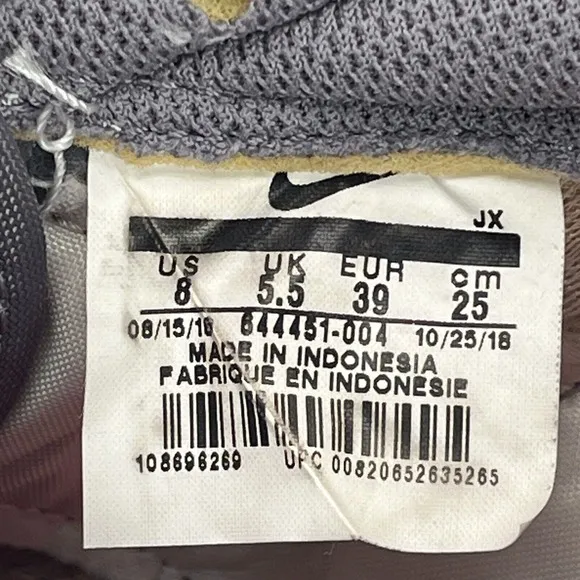 JX
US UK EUR cm
8 5.5 39 25
08/15/18 644451-004 10/25/18
MADE IN INDONESIA
FABRIQUE EN INDONESIE
108696269 UPC 00820652635265